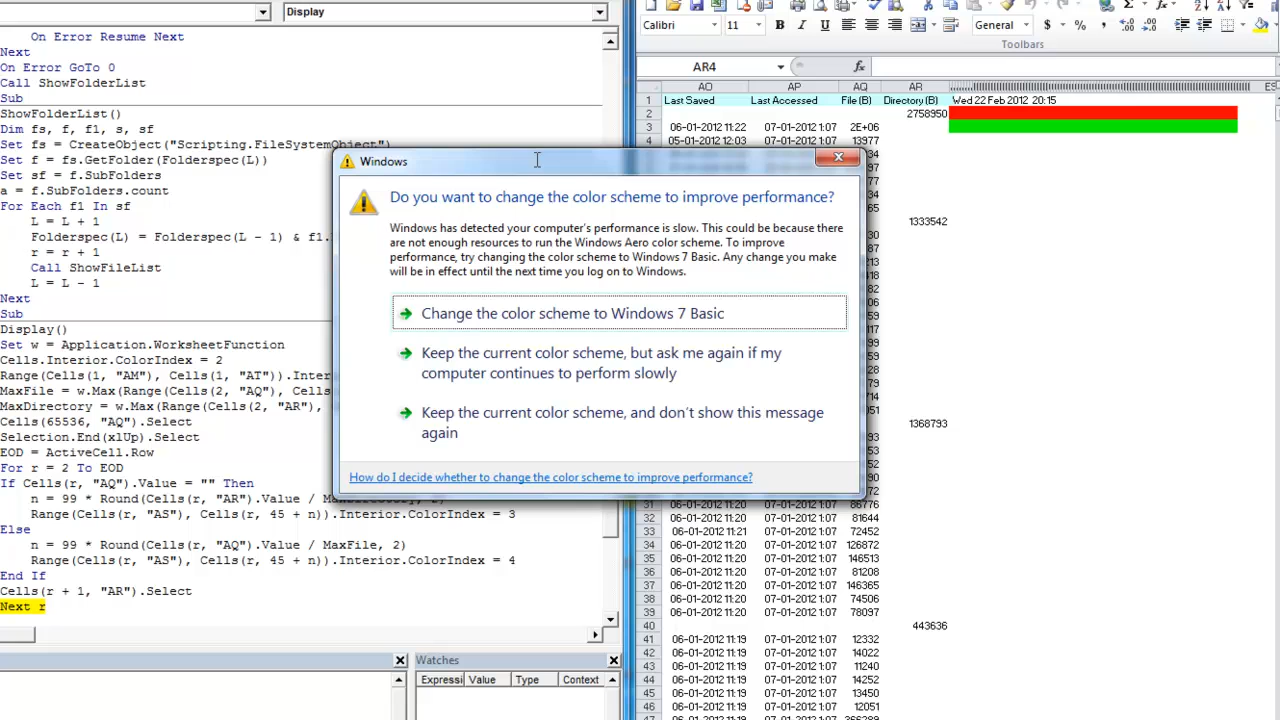 Display
On Error Resume Next
Next
On Error GoTo 0
Call ShowFolderList
Sub
ShowFolderList()
Dim fs, f, f1, s, sf
Set fs = CreateObject("Scripting.FileSystemObject")
Set f = fs.GetFolder(Folderspec(L))
Set sf = f.SubFolders
a = f.SubFolders.count
For Each f1 In sf
L = L + 1
Folderspec(L) = Folderspec(L - 1) & f1.
r = r + 1
Call ShowFileList
L = L - 1
Next
Sub
Display()
Set w = Application.WorksheetFunction
Cells.Interior.ColorIndex = 2
Range(Cells(1, "AM"), Cells(1, "AT")).Inter
MaxFile = w.Max(Range(Cells(2, "AQ"), Cells
MaxDirectory = w.Max(Range(Cells(2, "AR"),
Cells(65536, "AQ").Select
Selection.End(xlUp).Select
EOD = ActiveCell.Row
For r = 2 To EOD
If Cells(r, "AQ").Value = "" Then
n = 99 * Round(Cells(r, "AR").Value /
Range(Cells(r, "AS"), Cells(r, 45 + n)).Interior.ColorIndex = 3
Else
n = 99 * Round(Cells(r, "AQ").Value / MaxFile, 2)
Range(Cells(r, "AS"), Cells(r, 45 + n)).Interior.ColorIndex = 4
End If
Cells(r + 1, "AR").Select
Next r
Watches
Expressi Value Type Context
Windows
Do you want to change the color scheme to improve performance?
Windows has detected your computer's performance is slow. This could be because there
are not enough resources to run the Windows Aero color scheme. To improve
performance, try changing the color scheme to Windows 7 Basic. Any change you make
will be in effect until the next time you log on to Windows.
Change the color scheme to Windows 7 Basic
Keep the current color scheme, but ask me again if my
computer continues to perform slowly
Keep the current color scheme, and don't show this message
again
How do I decide whether to change the color scheme to improve performance?
Calibri 11 B I U General $ %
Toolbars
AR4 fx
AO AP AQ AR ES
1 Last Saved Last Accessed File (B) Directory (B) Wed 22 Feb 2012 20:15
2 2758950
3 06-01-2012 11:22 07-01-2012 1:07 2E+06
4 05-01-2012 12:03 07-01-2012 1:07 13977
1333542
1368793
31 06-01-2012 11:20 07-01-2012 1:07 86776
32 06-01-2012 11:20 07-01-2012 1:07 81644
33 06-01-2012 11:21 07-01-2012 1:07 72452
34 06-01-2012 11:20 07-01-2012 1:07 126872
35 06-01-2012 11:20 07-01-2012 1:07 146513
36 06-01-2012 11:20 07-01-2012 1:07 81208
37 06-01-2012 11:20 07-01-2012 1:07 146365
38 06-01-2012 11:20 07-01-2012 1:07 74506
39 06-01-2012 11:20 07-01-2012 1:07 78097
40 443636
41 06-01-2012 11:19 07-01-2012 1:07 12332
42 06-01-2012 11:19 07-01-2012 1:07 14022
43 06-01-2012 11:19 07-01-2012 1:07 11240
44 06-01-2012 11:19 07-01-2012 1:07 14252
45 06-01-2012 11:19 07-01-2012 1:07 13450
46 06-01-2012 11:19 07-01-2012 1:07 12051